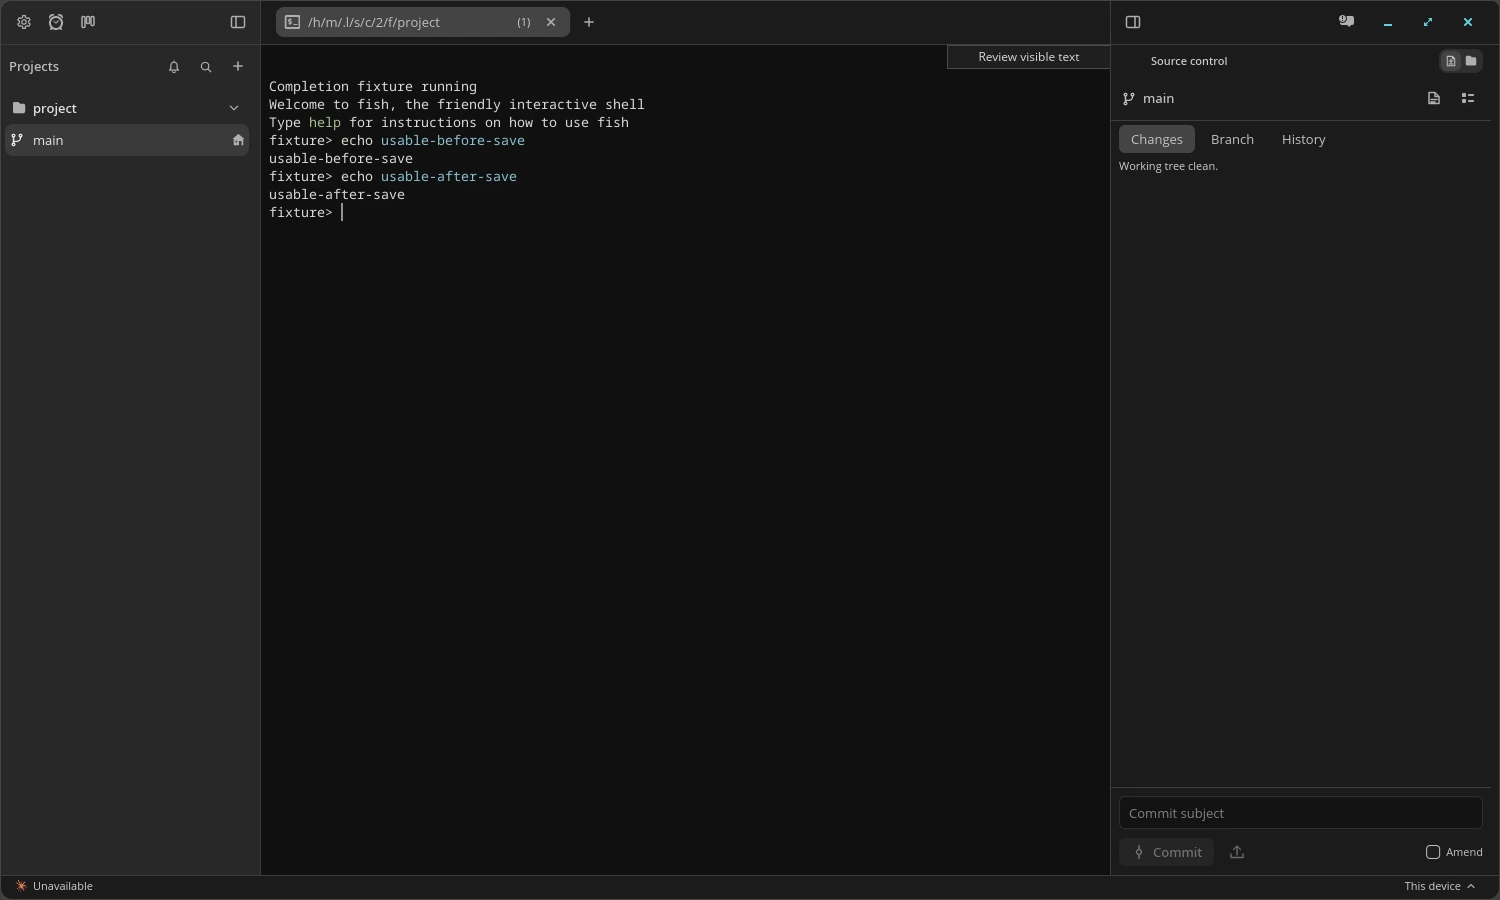 /h/m/.l/s/c/2/f/project (1)
Projects
project
main
Review visible text
Completion fixture running
Welcome to fish, the friendly interactive shell
Type help for instructions on how to use fish
fixture> echo usable-before-save
usable-before-save
fixture> echo usable-after-save
usable-after-save
fixture>
Source control
main
Changes Branch History
Working tree clean.
Commit subject
Commit
Amend
Unavailable
This device